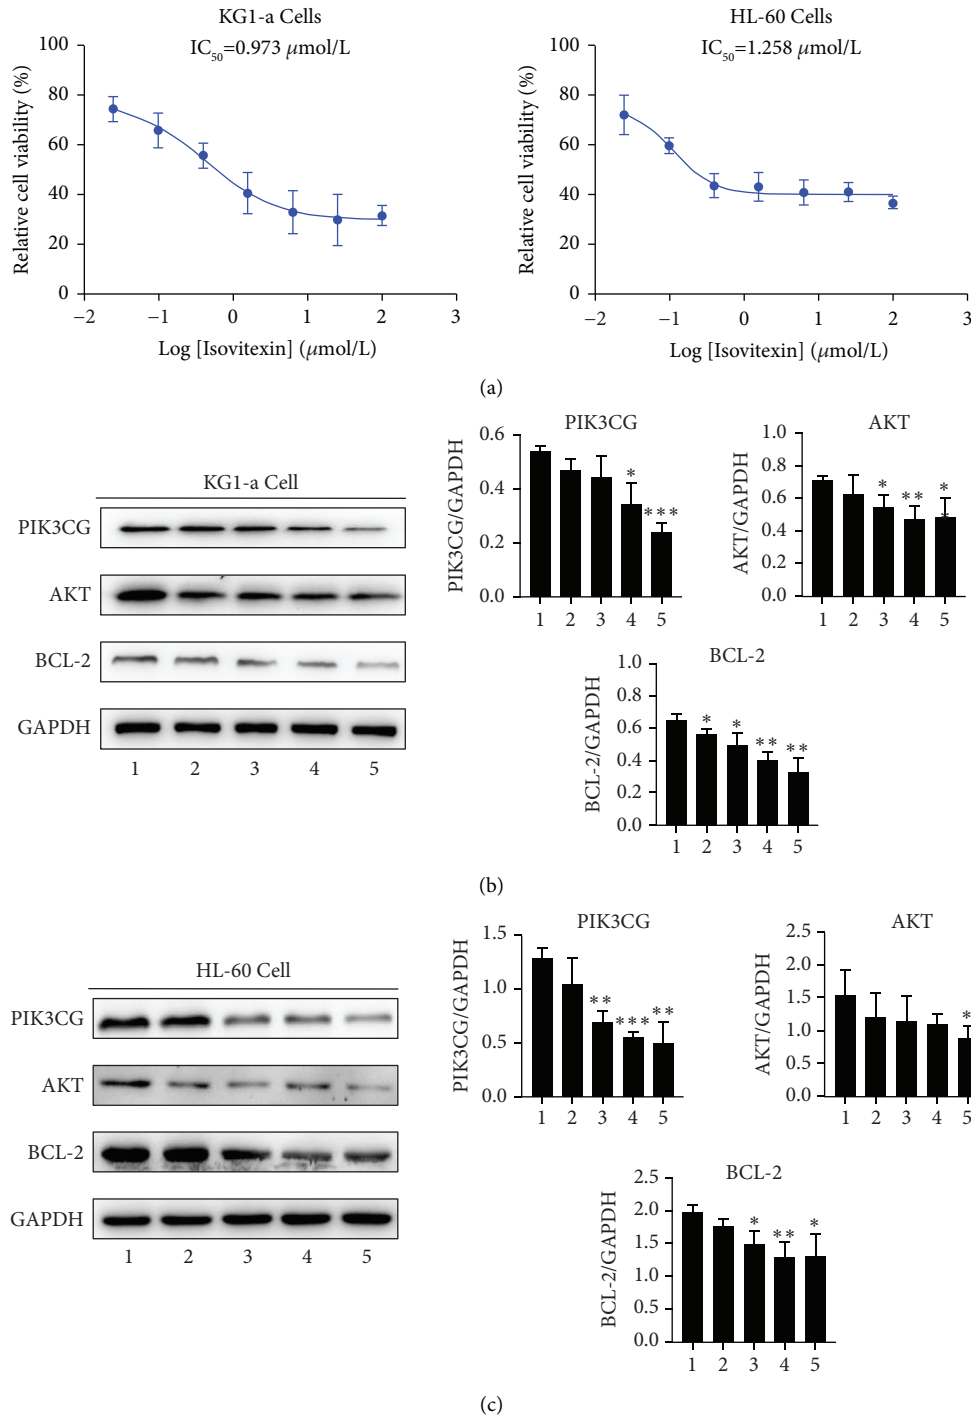 KG1-a Cells
IC50=0.973 μmol/L
Relative cell viability (%)
100
80
60
40
20
0
−2 −1 0 1 2 3
Log [Isovitexin] (μmol/L)
HL-60 Cells
IC50=1.258 μmol/L
Relative cell viability (%)
100
80
60
40
20
0
−2 −1 0 1 2 3
Log [Isovitexin] (μmol/L)
(a)
KG1-a Cell
PIK3CG
AKT
BCL-2
GAPDH
1 2 3 4 5
PIK3CG
PIK3CG/GAPDH
0.6
0.4
0.2
0.0
* ***
1 2 3 4 5
AKT
AKT/GAPDH
1.0
0.8
0.6
0.4
0.2
0.0
* ** *
*
1 2 3 4 5
BCL-2
BCL-2/GAPDH
1.0
0.8
0.6
0.4
0.2
0.0
* * ** **
1 2 3 4 5
(b)
HL-60 Cell
PIK3CG
AKT
BCL-2
GAPDH
1 2 3 4 5
PIK3CG
PIK3CG/GAPDH
1.5
1.0
0.5
0.0
** *** **
1 2 3 4 5
AKT
AKT/GAPDH
2.5
2.0
1.5
1.0
0.5
0.0
*
1 2 3 4 5
BCL-2
BCL-2/GAPDH
2.5
2.0
1.5
1.0
0.5
0.0
* ** *
1 2 3 4 5
(c)